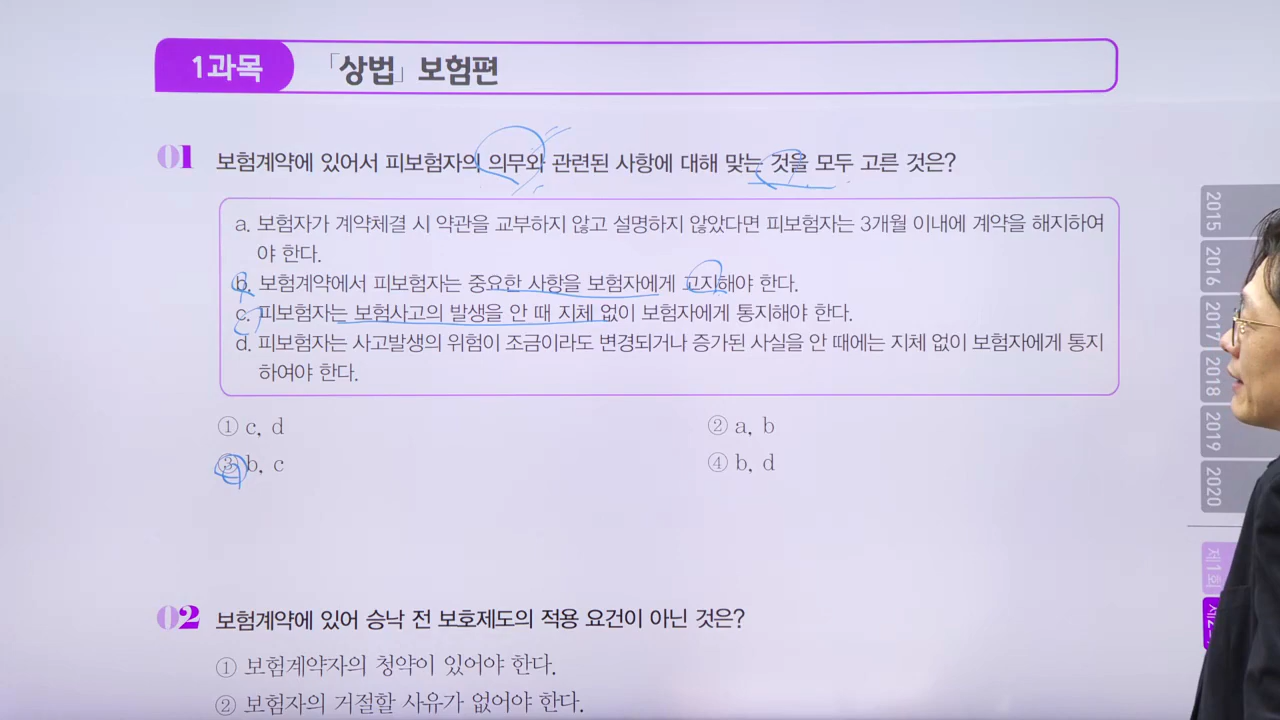 1과목 「상법」 보험편
01 보험계약에 있어서 피보험자의 의무와 관련된 사항에 대해 맞는 것을 모두 고른 것은?
a. 보험자가 계약체결 시 약관을 교부하지 않고 설명하지 않았다면 피보험자는 3개월 이내에 계약을 해지하여
야 한다.
b. 보험계약에서 피보험자는 중요한 사항을 보험자에게 고지해야 한다.
c. 피보험자는 보험사고의 발생을 안 때 지체 없이 보험자에게 통지해야 한다.
d. 피보험자는 사고발생의 위험이 조금이라도 변경되거나 증가된 사실을 안 때에는 지체 없이 보험자에게 통지
하여야 한다.
① c, d
② a, b
③ b, c
④ b, d
02 보험계약에 있어 승낙 전 보호제도의 적용 요건이 아닌 것은?
① 보험계약자의 청약이 있어야 한다.
② 보험자의 거절할 사유가 없어야 한다.
2015
2016
2017
2018
2019
2020
제1회